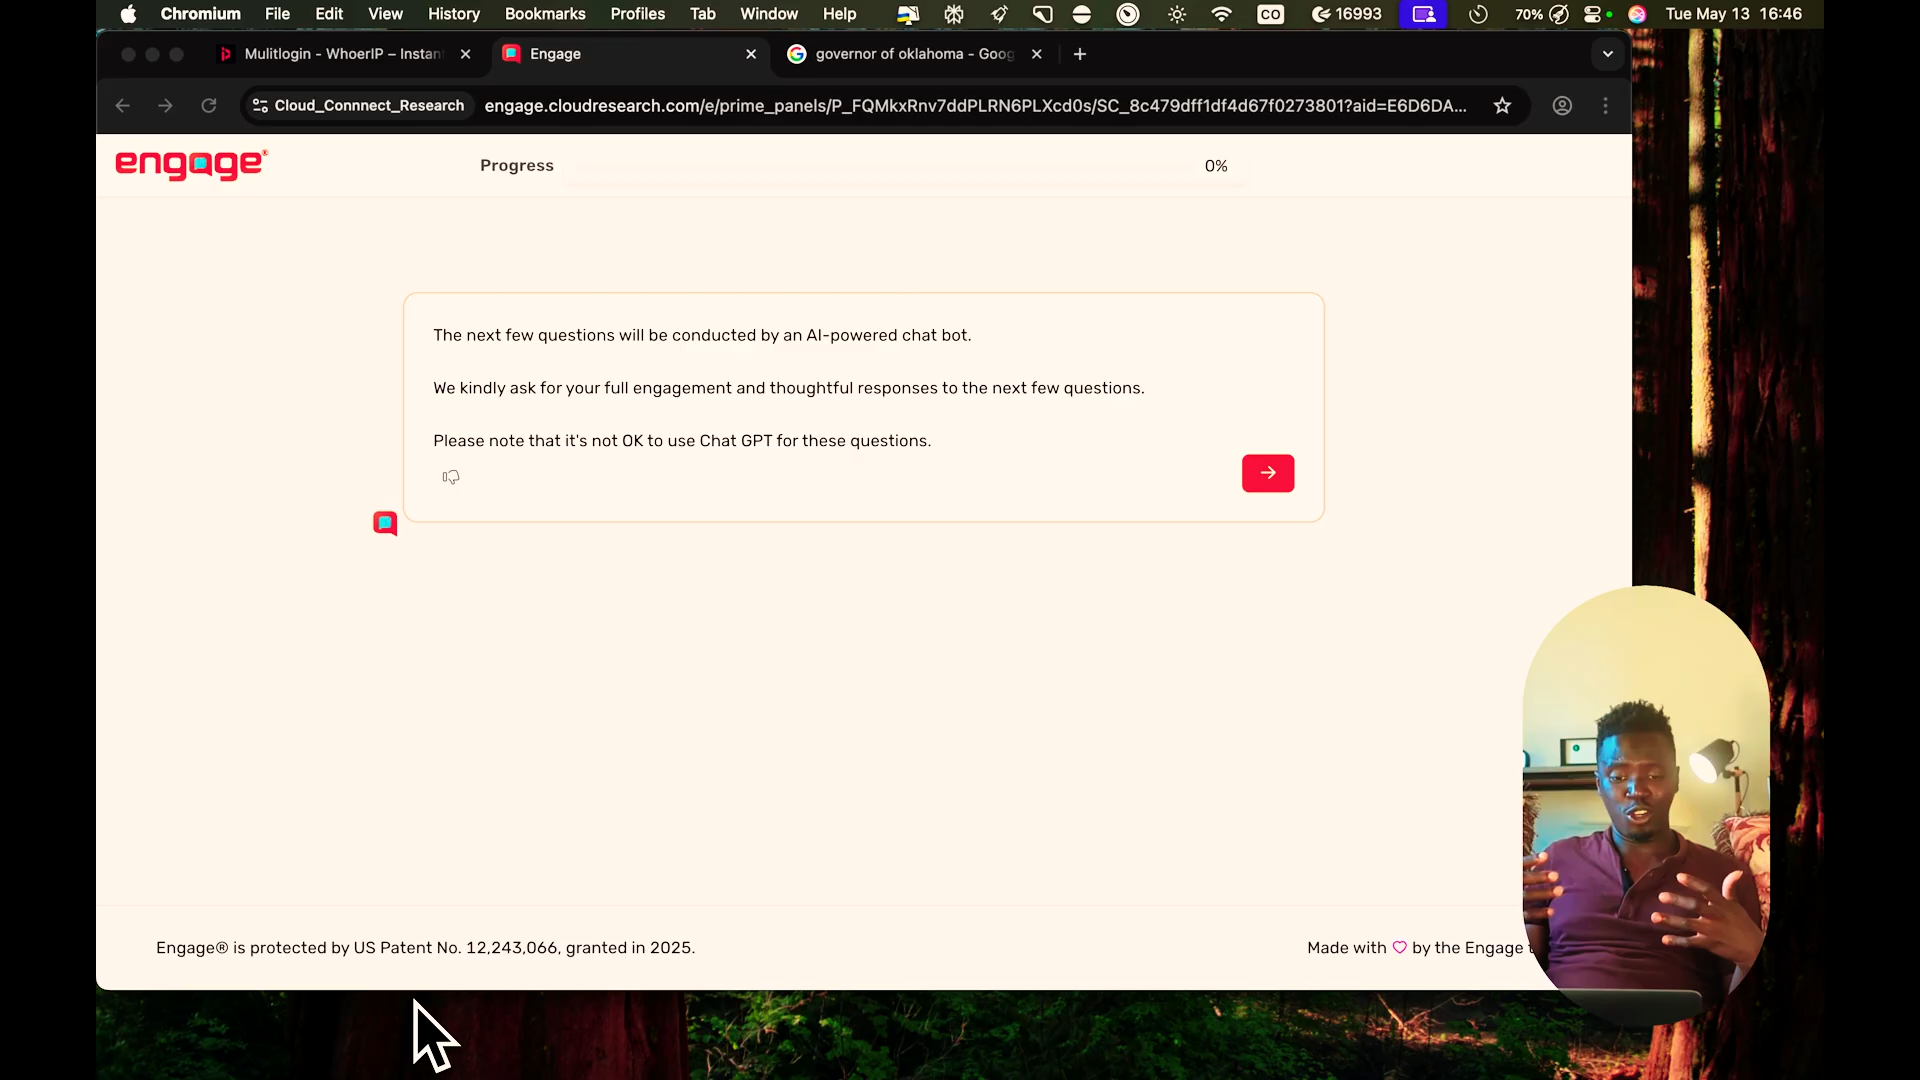 Chromium File Edit View History Bookmarks Profiles Tab Window Help CO 16993 70% Tue May 13 16:46
Mulitlogin - WhoerIP – Instan
Engage
governor of oklahoma - Goog
Cloud_Connnect_Research
engage.cloudresearch.com/e/prime_panels/P_FQMkxRnv7ddPLRN6PLXcd0s/SC_8c479dff1df4d67f0273801?aid=E6D6DA...
engage
Progress
0%
The next few questions will be conducted by an AI-powered chat bot.
We kindly ask for your full engagement and thoughtful responses to the next few questions.
Please note that it's not OK to use Chat GPT for these questions.
Engage® is protected by US Patent No. 12,243,066, granted in 2025.
Made with ♡ by the Engage